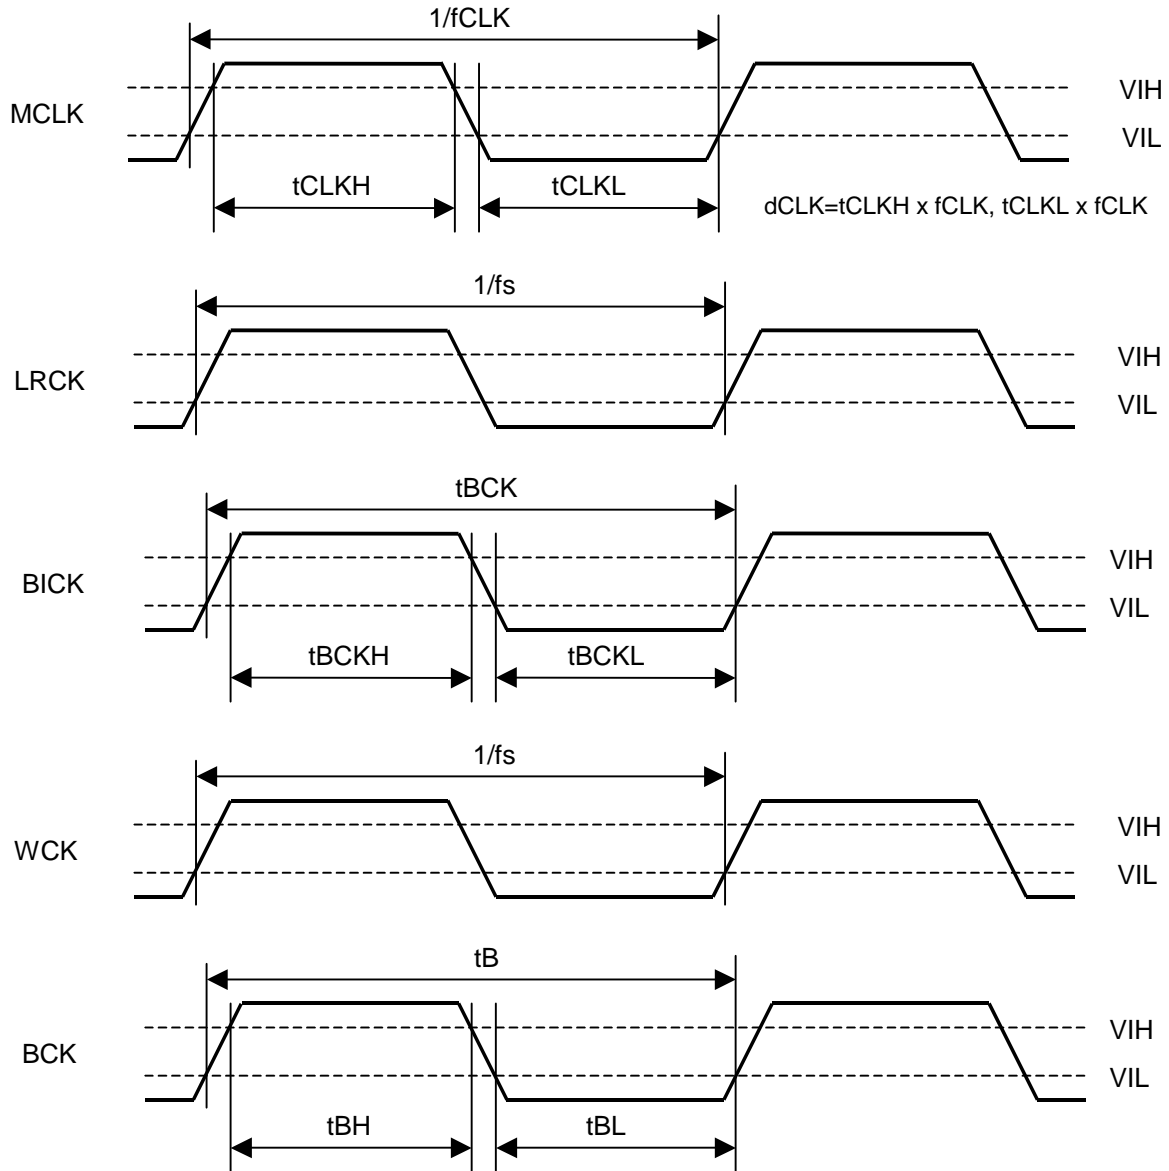 1/fCLK
MCLK
VIH
VIL
tCLKH
tCLKL
dCLK=tCLKH x fCLK, tCLKL x fCLK
1/fs
LRCK
VIH
VIL
tBCK
BICK
VIH
VIL
tBCKH
tBCKL
1/fs
WCK
VIH
VIL
tB
BCK
VIH
VIL
tBH
tBL